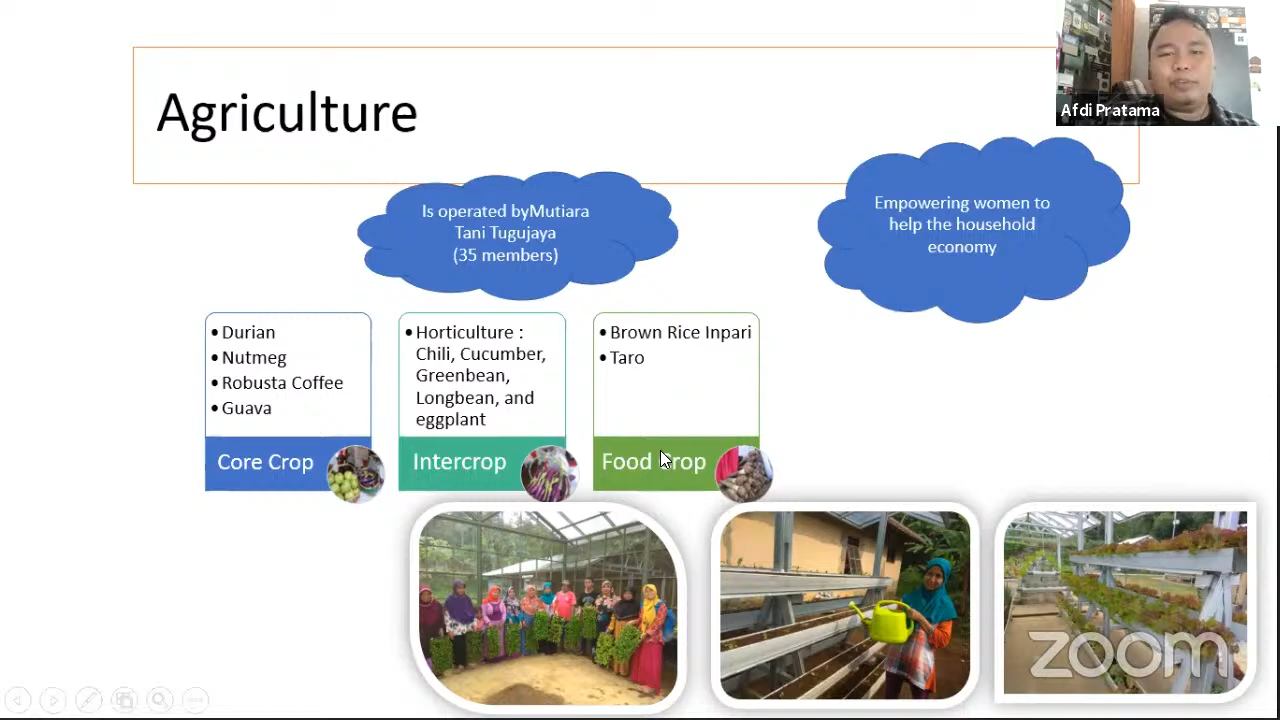 Agriculture
Afdi Pratama
Is operated byMutiara
Tani Tugujaya
(35 members)
Empowering women to
help the household
economy
• Durian
• Nutmeg
• Robusta Coffee
• Guava
Core Crop
• Horticulture :
Chili, Cucumber,
Greenbean,
Longbean, and
eggplant
Intercrop
• Brown Rice Inpari
• Taro
Food Crop
zoom